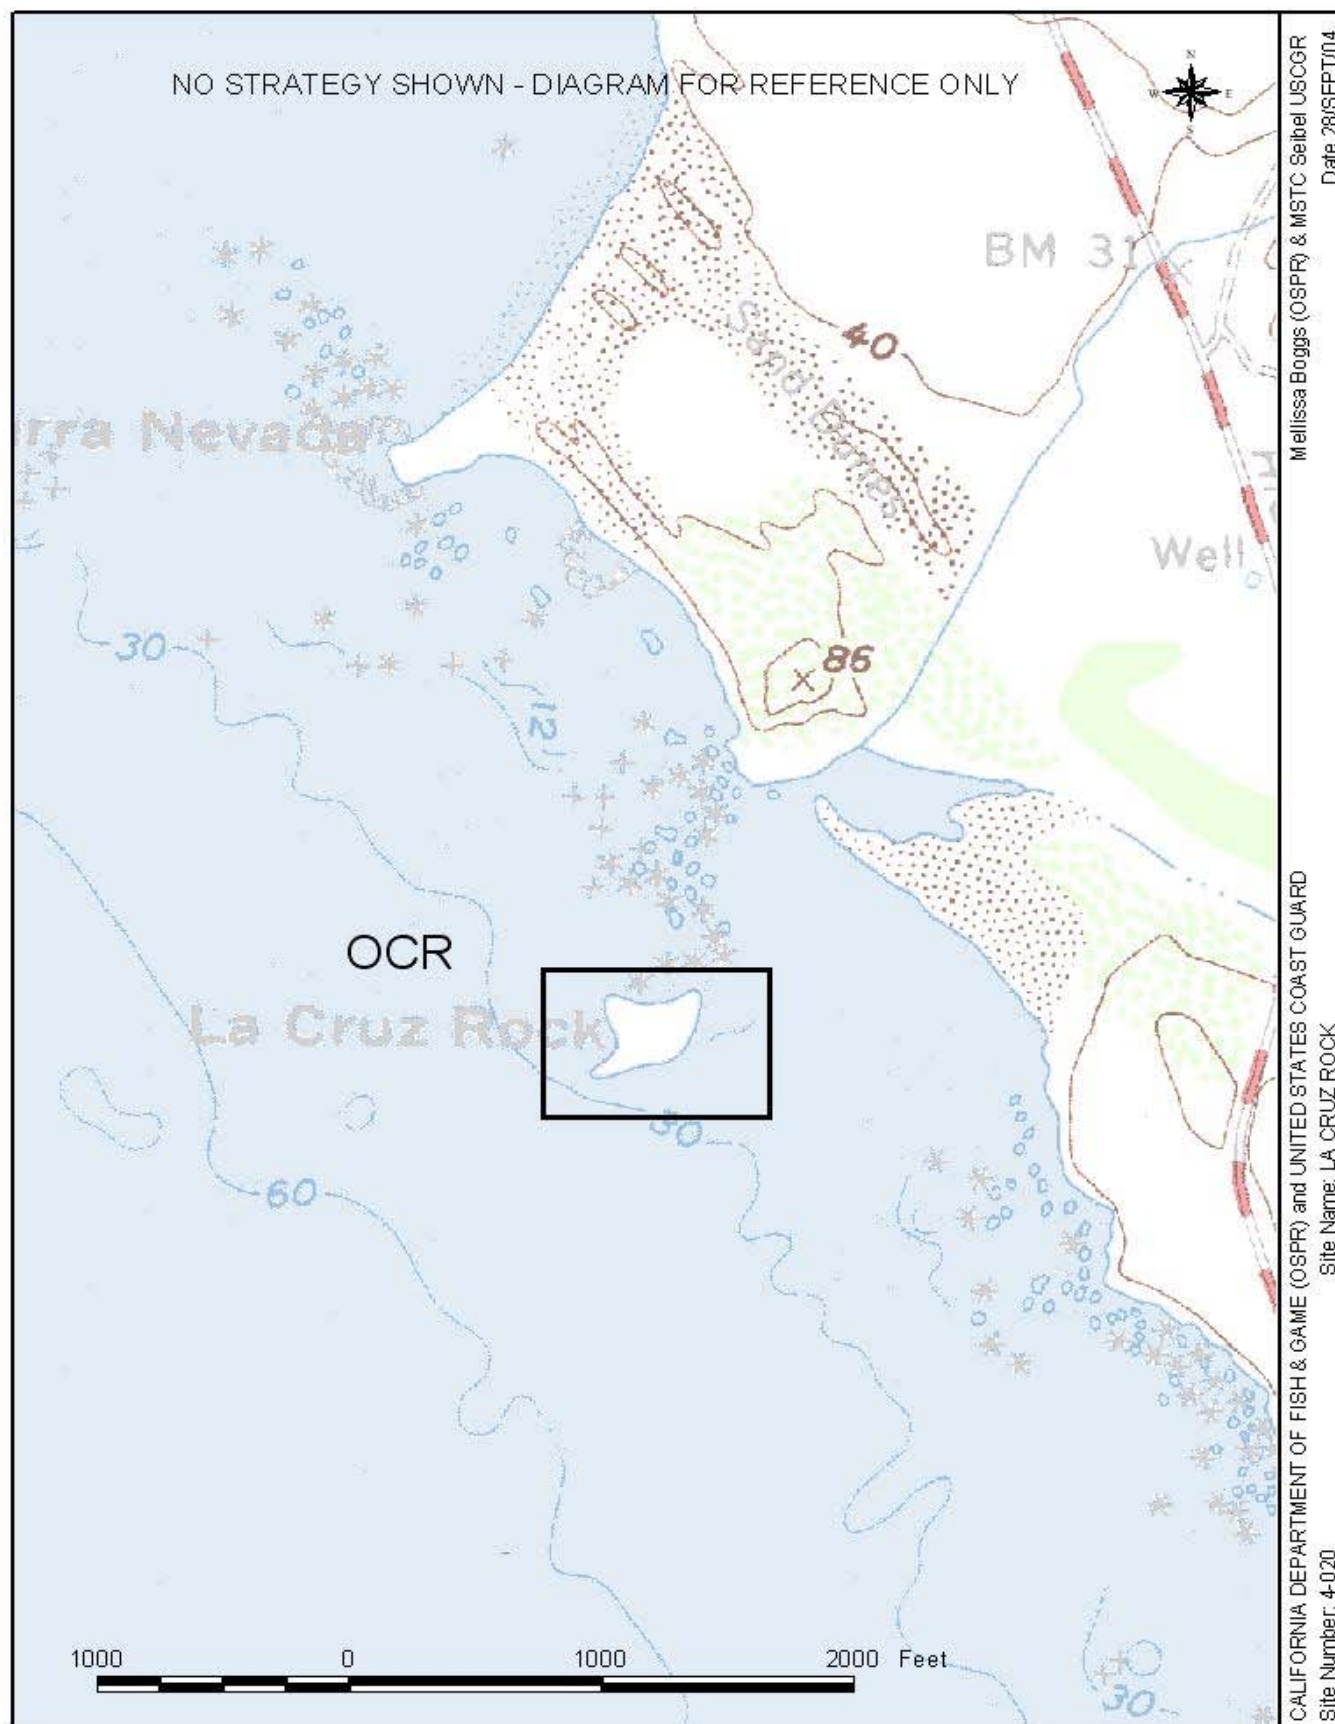 NO STRATEGY SHOWN - DIAGRAM FOR REFERENCE ONLY
N
W E
S
BM 31
40
Sand Dunes
rra Nevada
Well
30
86
12
OCR
La Cruz Rock
30
60
1000 0 1000 2000 Feet
30
CALIFORNIA DEPARTMENT OF FISH & GAME (OSPR) and UNITED STATES COAST GUARD
Mellissa Boggs (OSPR) & MSTC Seibel USCGR
Site Number: 4-020
Site Name: LA CRUZ ROCK
Date 28/SEPT/04